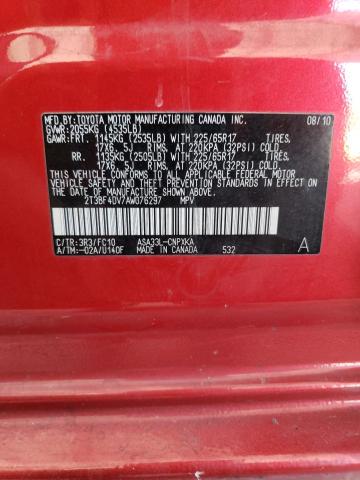 MFD.BY:TOYOTA MOTOR MANUFACTURING CANADA INC. 08/10
GVWR:2055KG (4535LB)
GAWR:FRT. 1145KG (2535LB) WITH 225/65R17 TIRES,
17X6.5J RIMS, AT 220KPA (32PSI) COLD
RR. 1135KG (2505LB) WITH 225/65R17 TIRES,
17X6.5J RIMS, AT 220KPA (32PSI) COLD
THIS VEHICLE CONFORMS TO ALL APPLICABLE FEDERAL MOTOR
VEHICLE SAFETY AND THEFT PREVENTION STANDARDS IN EFFECT ON THE
DATE OF MANUFACTURE SHOWN ABOVE.
2T3BF4DV7AW076297 MPV
C/TR:3R3/FC10 ASA33L-CNPXKA
A/TM:-02A/U140F MADE IN CANADA 532 A